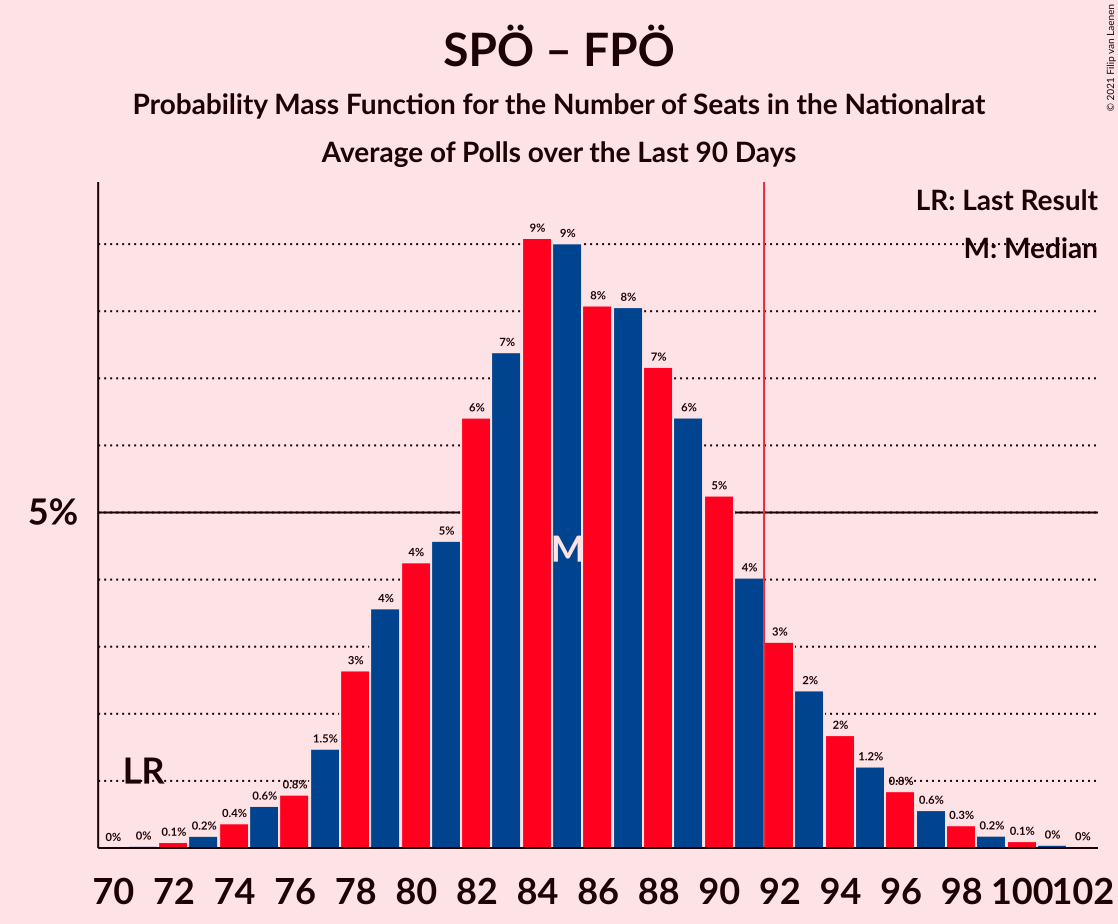 SPÖ – FPÖ
Probability Mass Function for the Number of Seats in the Nationalrat
Average of Polls over the Last 90 Days
© 2021 Filip van Laenen
LR: Last Result
M: Median
5%
LR
M
0% 0% 0.1% 0.2% 0.4% 0.6% 0.8% 1.5% 3% 4% 4% 5% 6% 7% 9% 9% 8% 8% 7% 6% 5% 4% 3% 2% 2% 1.2% 0.8% 0.6% 0.3% 0.2% 0.1% 0% 0%
70 72 74 76 78 80 82 84 86 88 90 92 94 96 98 100 102